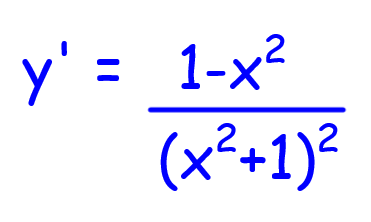 y' = (1-x²)/(x²+1)²